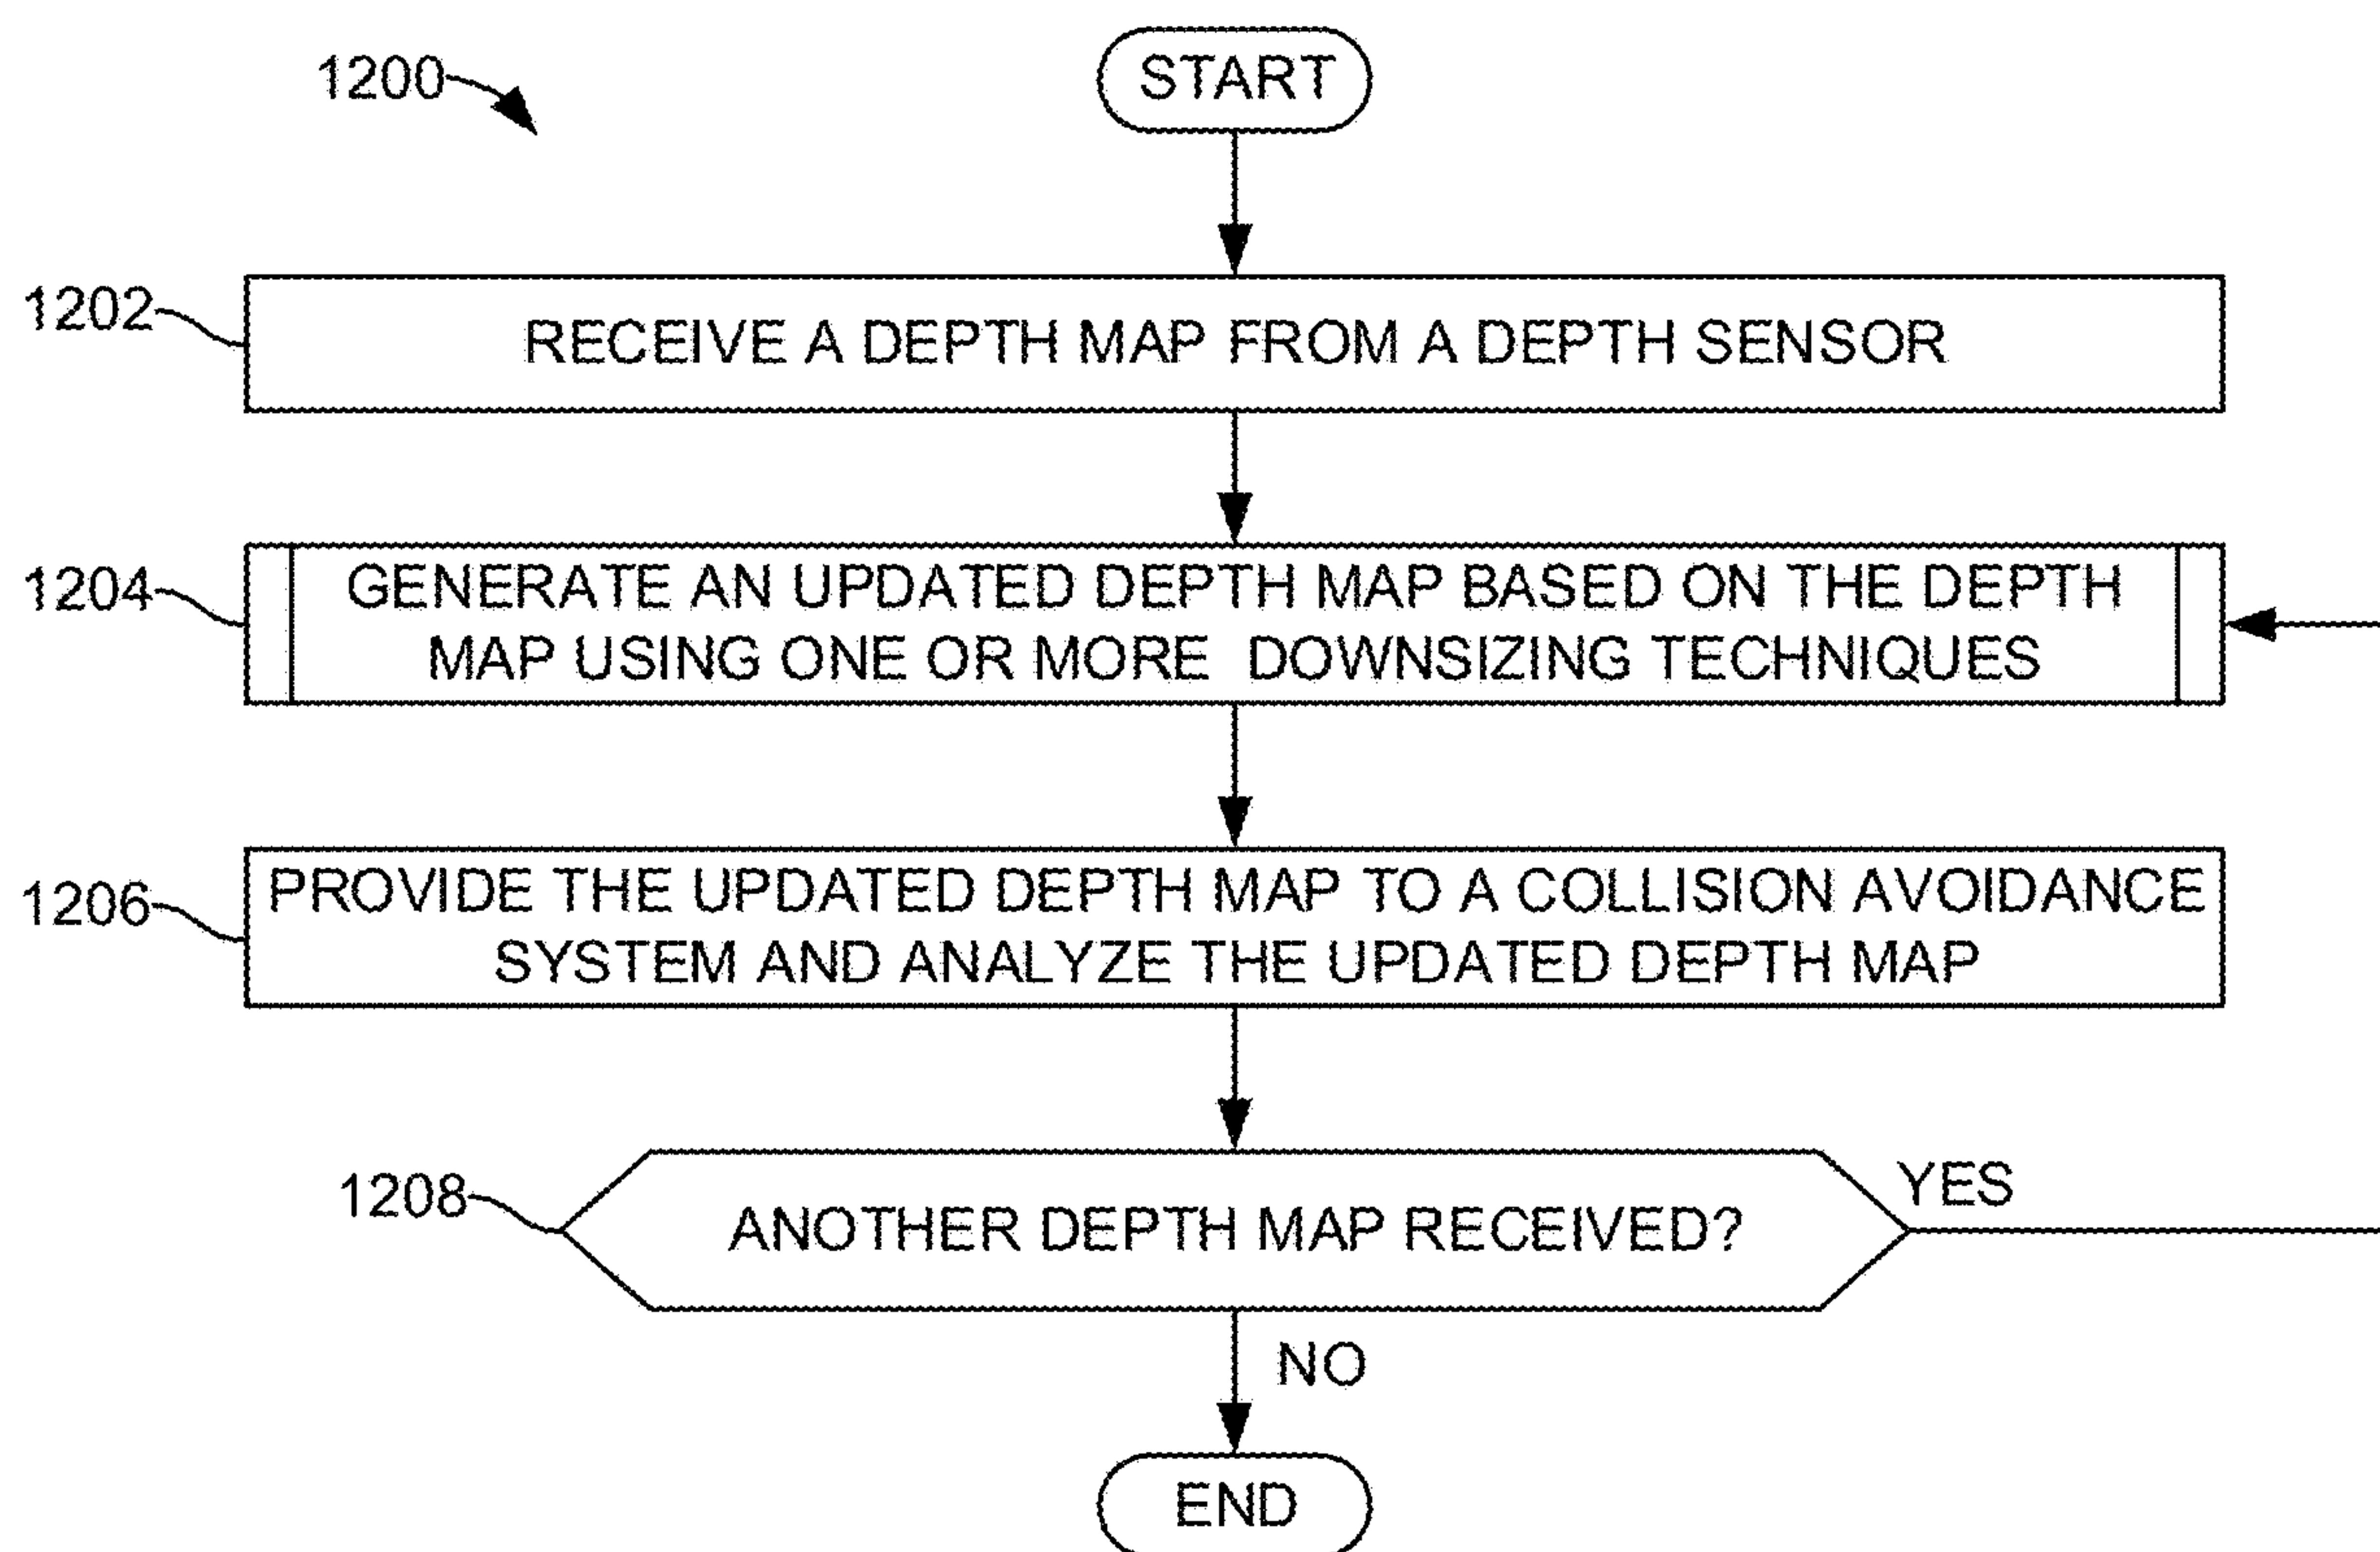 1200
START
1202
RECEIVE A DEPTH MAP FROM A DEPTH SENSOR
1204
GENERATE AN UPDATED DEPTH MAP BASED ON THE DEPTH
MAP USING ONE OR MORE DOWNSIZING TECHNIQUES
1206
PROVIDE THE UPDATED DEPTH MAP TO A COLLISION AVOIDANCE
SYSTEM AND ANALYZE THE UPDATED DEPTH MAP
1208
ANOTHER DEPTH MAP RECEIVED?
YES
NO
END